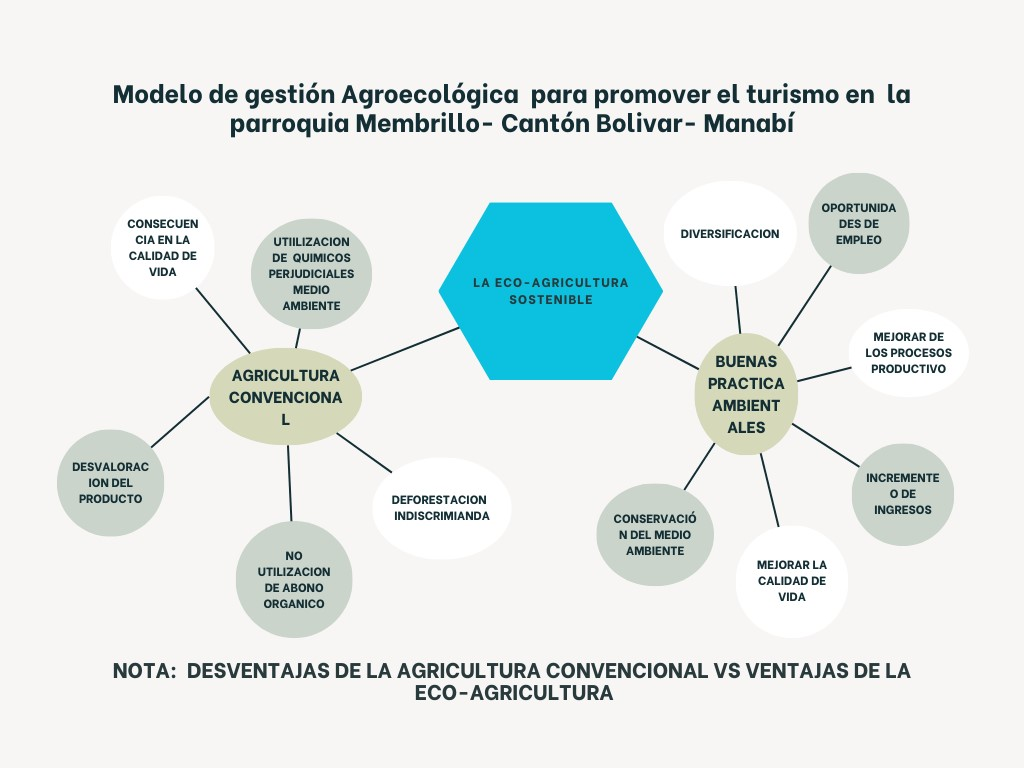 Modelo de gestión Agroecológica  para promover el turismo en  la
parroquia Membrillo- Cantón Bolivar- Manabí
CONSECUEN
CIA EN LA
CALIDAD DE
VIDA
UTIILIZACION
DE  QUIMICOS
PERJUDICIALES
MEDIO
AMBIENTE
LA ECO-AGRICULTURA
SOSTENIBLE
DIVERSIFICACION
OPORTUNIDA
DES DE
EMPLEO
AGRICULTURA
CONVENCIONA
L
BUENAS
PRACTICA
AMBIENT
ALES
MEJORAR DE
LOS PROCESOS
PRODUCTIVO
DESVALORAC
ION DEL
PRODUCTO
DEFORESTACION
INDISCRIMIANDA
NO
UTILIZACION
DE ABONO
ORGANICO
CONSERVACIÓ
N DEL MEDIO
AMBIENTE
MEJORAR LA
CALIDAD DE
VIDA
INCREMENTE
O DE
INGRESOS
NOTA:  DESVENTAJAS DE LA AGRICULTURA CONVENCIONAL VS VENTAJAS DE LA
ECO-AGRICULTURA